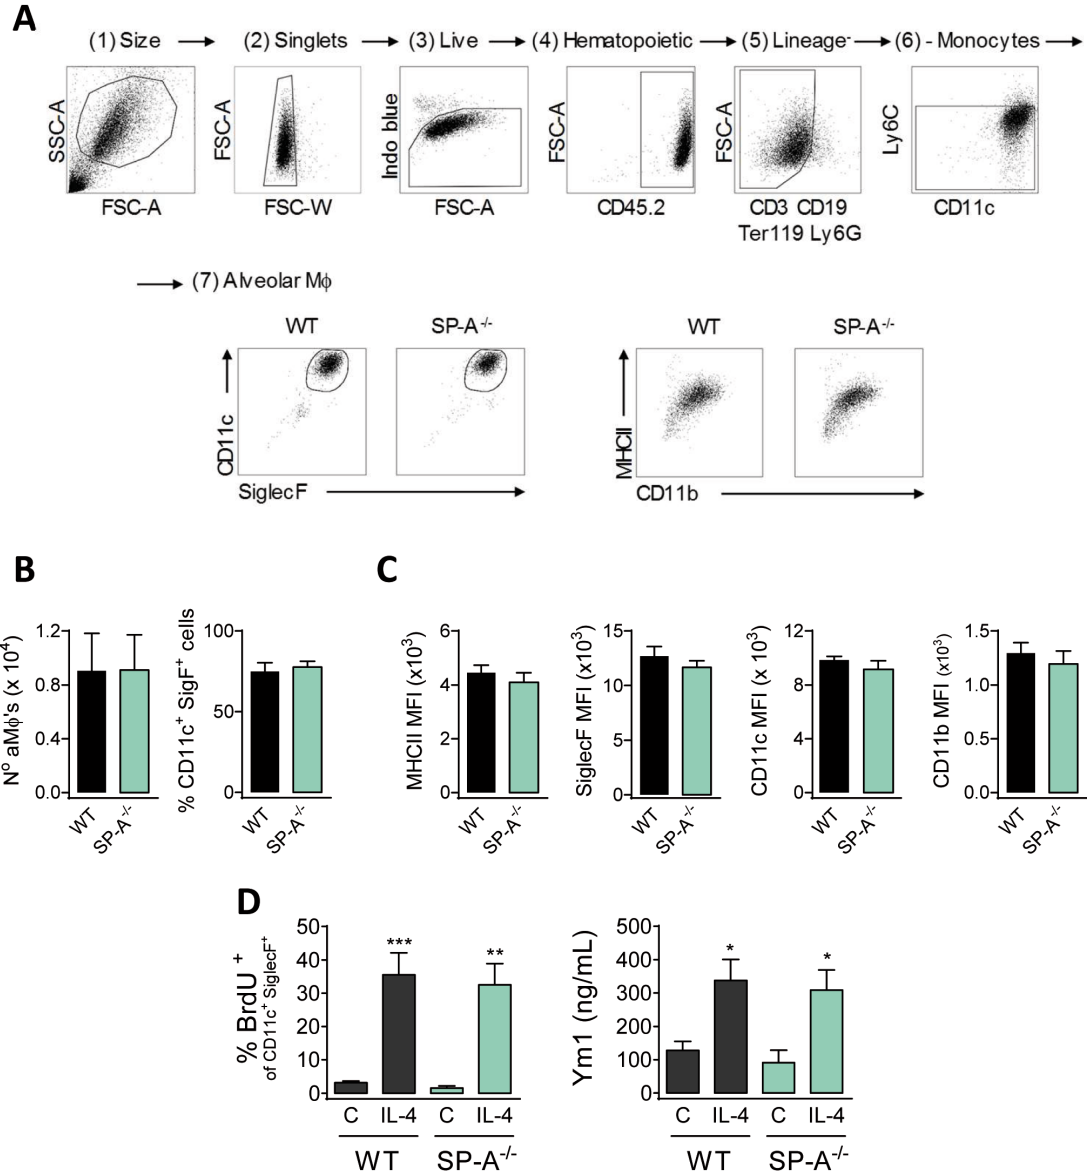 A
(1) Size
(2) Singlets
(3) Live
(4) Hematopoietic
(5) Lineage-
(6) - Monocytes
SSC-A
FSC-A
FSC-A
FSC-W
Indo blue
FSC-A
FSC-A
CD45.2
FSC-A
CD3 CD19
Ter119 Ly6G
Ly6C
CD11c
(7) Alveolar Mϕ
WT
SP-A-/-
WT
SP-A-/-
CD11c
SiglecF
MHCII
CD11b
B
Nº aMϕ's (x 10⁴)
1.2
0.8
0.4
0.0
WT
SP-A-/-
% CD11c+ SigF+ cells
100
50
0
WT
SP-A-/-
C
MHCII MFI (x10³)
6
4
2
0
WT
SP-A-/-
SiglecF MFI (x10³)
15
10
5
0
WT
SP-A-/-
CD11c MFI (x10³)
12
8
4
0
WT
SP-A-/-
CD11b MFI (x10³)
1.5
1.0
0.5
0.0
WT
SP-A-/-
D
% BrdU +
of CD11c+ SiglecF+
50
40
30
20
10
0
***
**
C IL-4 C IL-4
WT SP-A-/-
Ym1 (ng/mL)
500
400
300
200
100
0
*
*
C IL-4 C IL-4
WT SP-A-/-